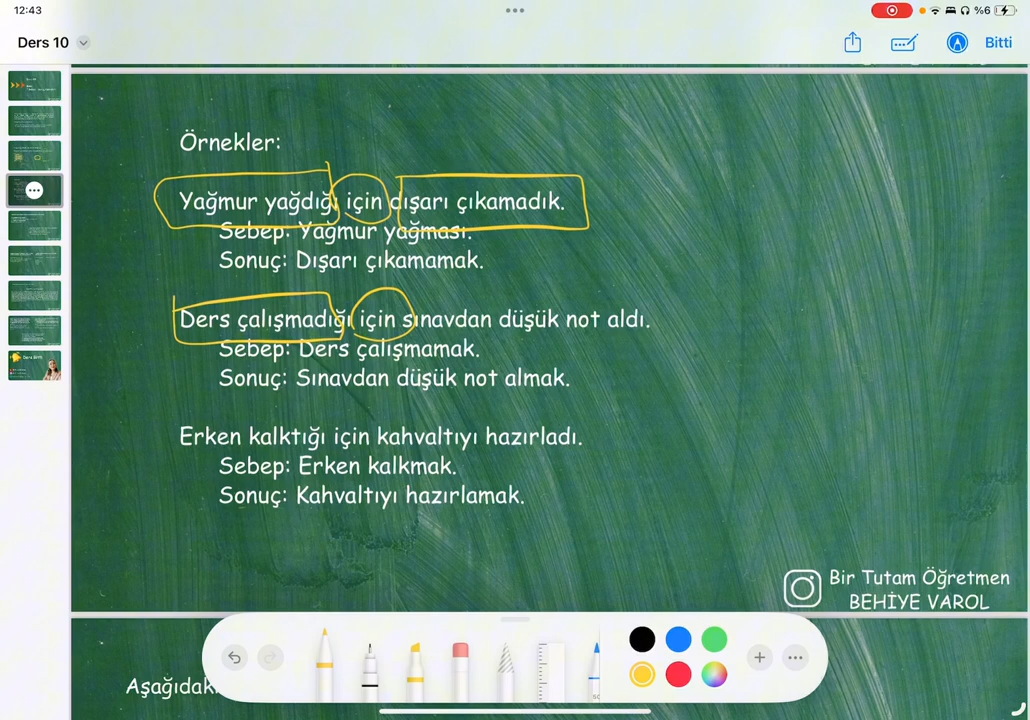 12:43
%6
Ders 10
Bitti
Örnekler:
Yağmur yağdığı için dışarı çıkamadık.
Sebep: Yağmur yağması.
Sonuç: Dışarı çıkamamak.
Ders çalışmadığı için sınavdan düşük not aldı.
Sebep: Ders çalışmamak.
Sonuç: Sınavdan düşük not almak.
Erken kalktığı için kahvaltıyı hazırladı.
Sebep: Erken kalkmak.
Sonuç: Kahvaltıyı hazırlamak.
Bir Tutam Öğretmen
BEHİYE VAROL
Aşağıdak